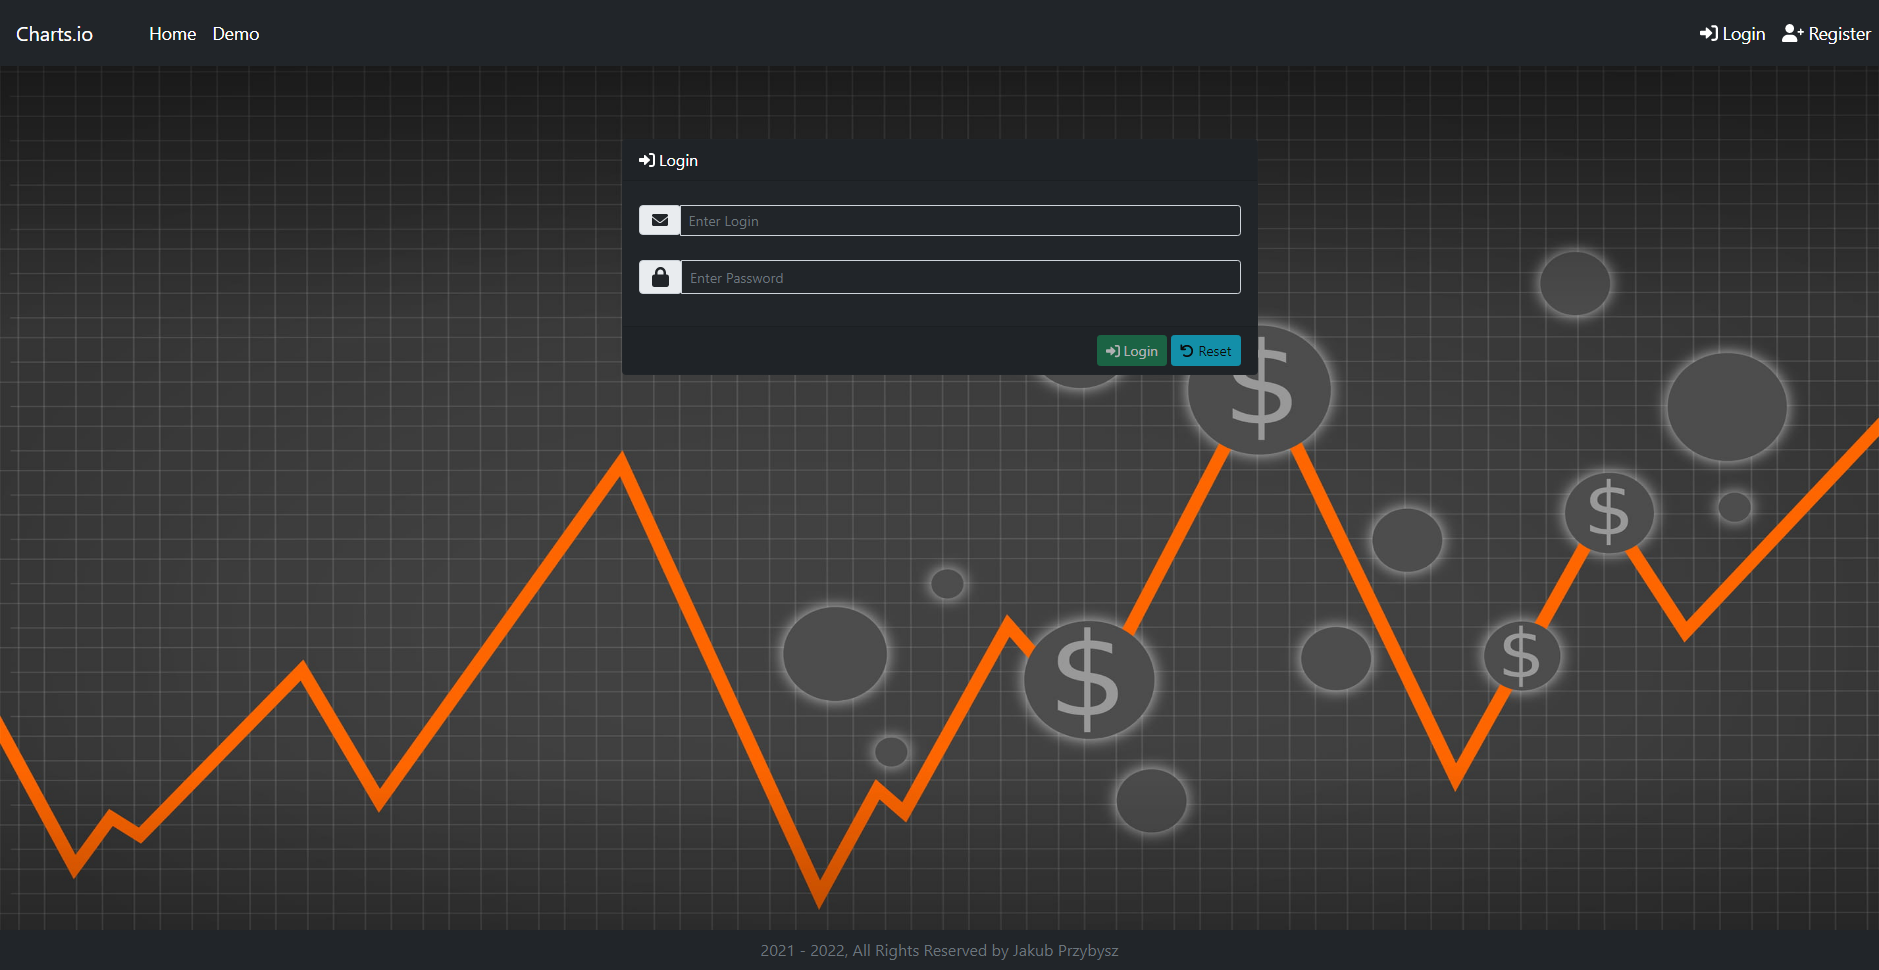 Charts.io Home Demo Login Register
Login
Enter Login
Enter Password
Login Reset
$
$
$
$
2021 - 2022, All Rights Reserved by Jakub Przybysz